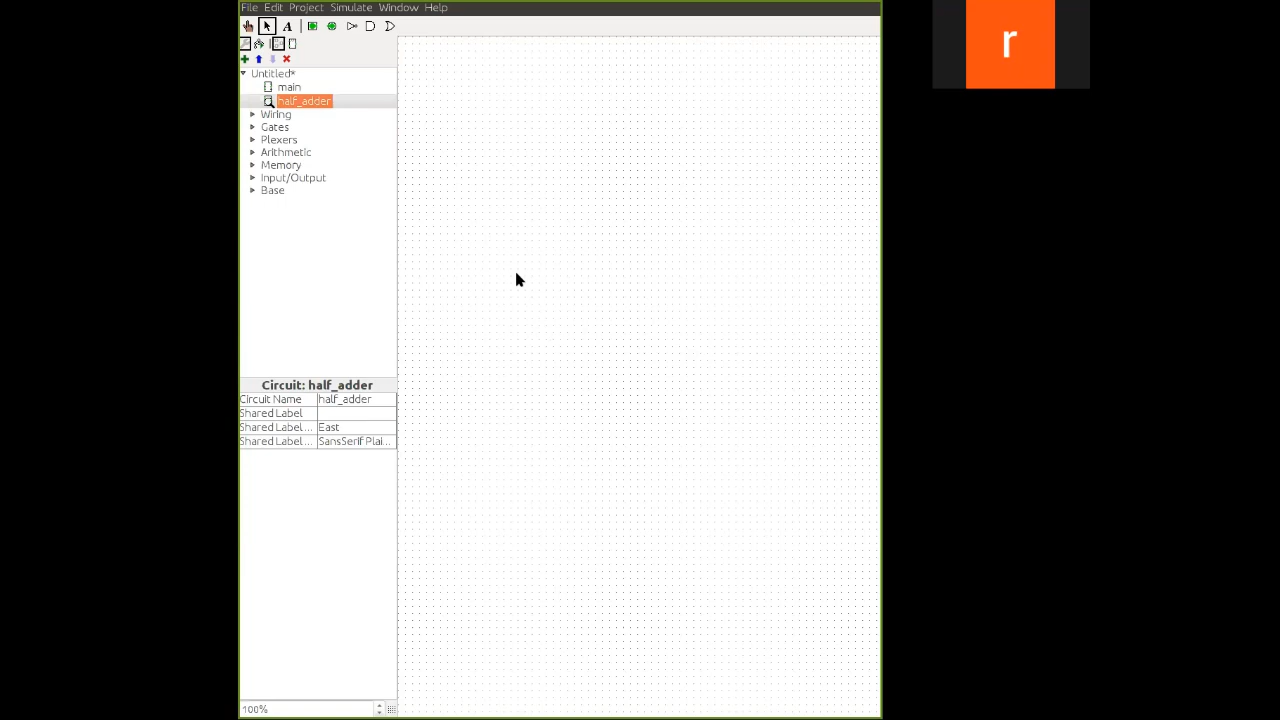 File Edit Project Simulate Window Help
A
Untitled*
main
half_adder
Wiring
Gates
Plexers
Arithmetic
Memory
Input/Output
Base
Circuit: half_adder
Circuit Name half_adder
Shared Label
Shared Label... East
Shared Label... SansSerif Plai...
100%
r